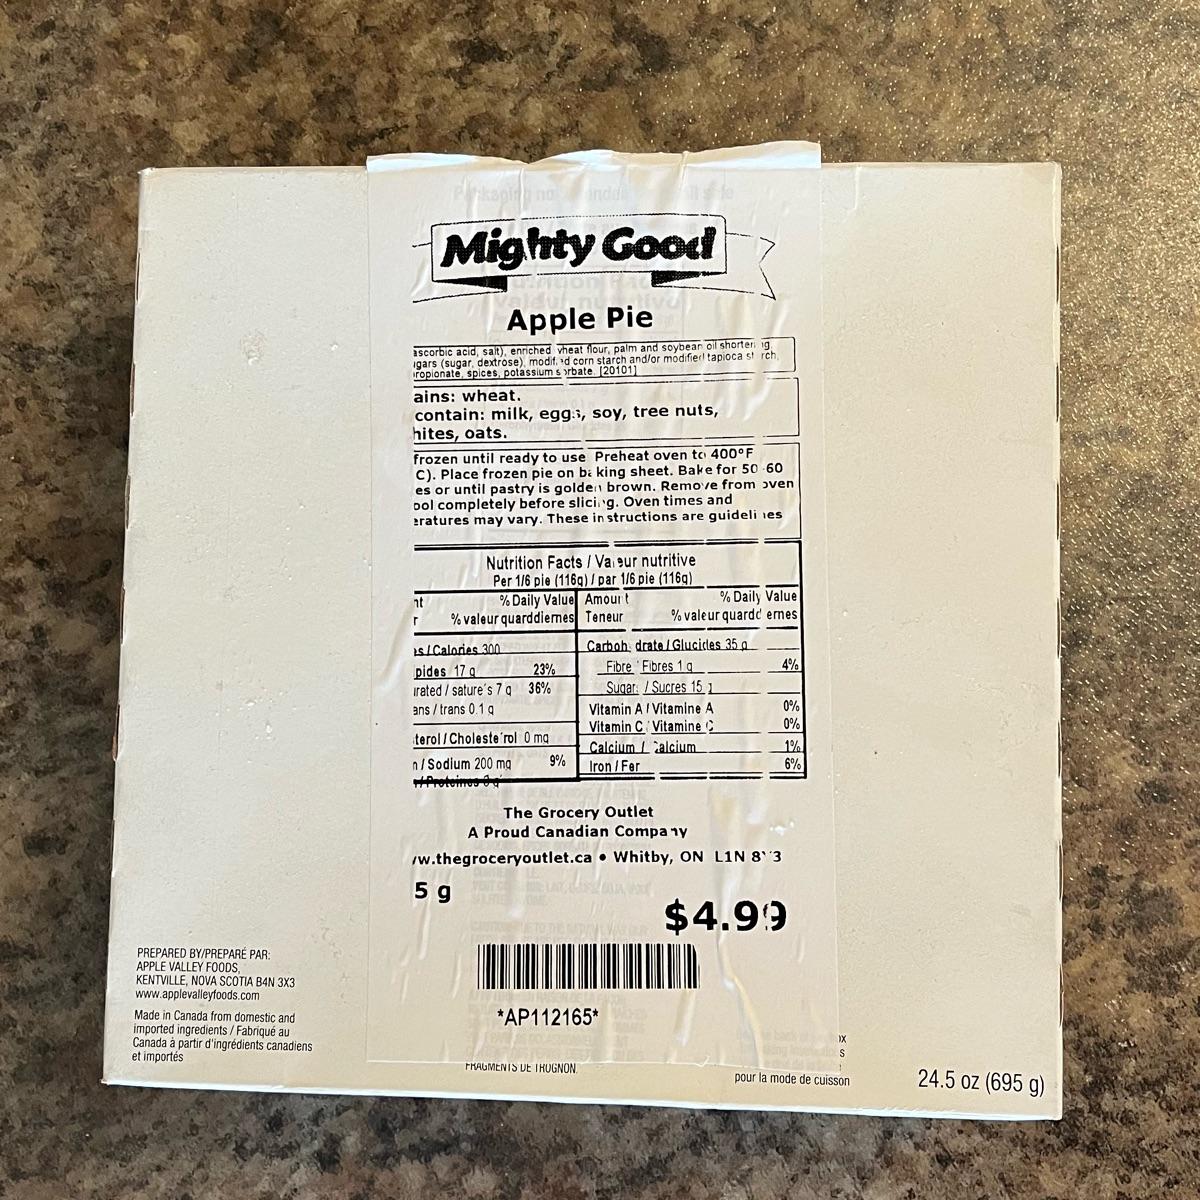 Mighty Good
Apple Pie
ascorbic acid, salt), enriched wheat flour, palm and soybean oil shortening,
gars (sugar, dextrose), modified corn starch and/or modified tapioca starch,
ropionate, spices, potassium sorbate. [20101]
ains: wheat.
contain: milk, eggs, soy, tree nuts,
hites, oats.
frozen until ready to use Preheat oven to 400°F
C). Place frozen pie on baking sheet. Bake for 50-60
es or until pastry is golden brown. Remove from oven
ool completely before slicing. Oven times and
eratures may vary. These instructions are guidelines
Nutrition Facts / Valeur nutritive
Per 1/6 pie (116g) / par 1/6 pie (116g)
nt % Daily Value Amount % Daily Value
r % valeur quarddiernes Teneur % valeur quarddiernes
es / Calories 300 Carbohydrate / Glucides 35 g
pides 17 g 23% Fibre / Fibres 1 g 4%
urated / sature's 7 g 36% Sugars / Sucres 15 g
ans / trans 0.1 g Vitamin A / Vitamine A 0%
Vitamin C / Vitamine C 0%
terol / Cholesterol 0 mg Calcium / Calcium 1%
n / Sodium 200 mg 9% Iron / Fer 6%
/ Proteines
The Grocery Outlet
A Proud Canadian Company
w.thegroceryoutlet.ca • Whitby, ON L1N
5 g
$4.99
*AP112165*
PREPARED BY/PREPARÉ PAR:
APPLE VALLEY FOODS,
KENTVILLE, NOVA SCOTIA B4N 3X3
www.applevalleyfoods.com
Made in Canada from domestic and
imported ingredients / Fabriqué au
Canada à partir d'ingrédients canadiens
et importés
FRAGMENTS DE TROGNON.
pour la mode de cuisson
24.5 oz (695 g)